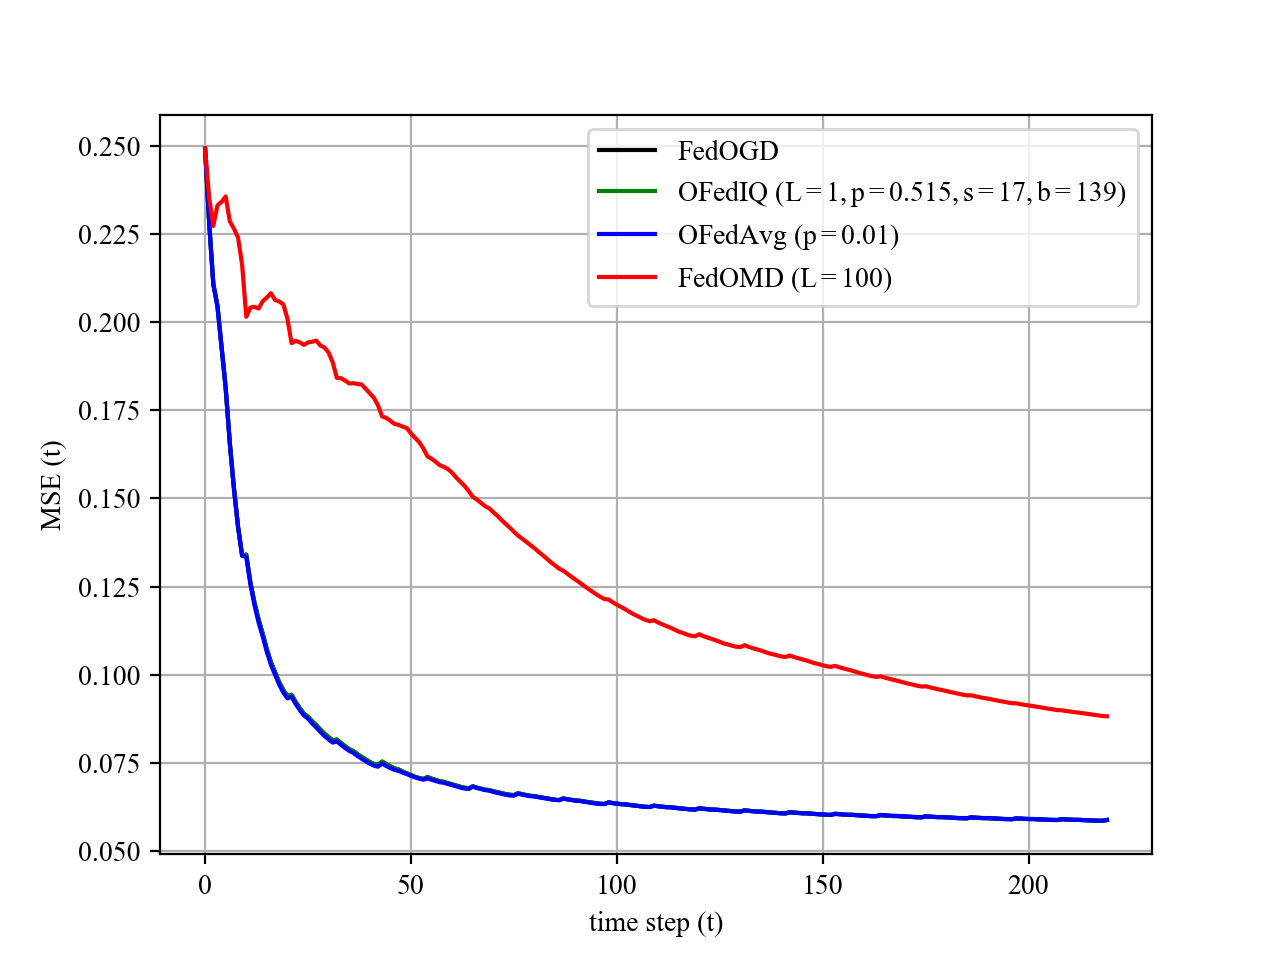 0.250
0.225
0.200
0.175
0.150
0.125
0.100
0.075
0.050
MSE (t)
FedOGD
OFedIQ (L = 1, p = 0.515, s = 17, b = 139)
OFedAvg (p = 0.01)
FedOMD (L = 100)
0 50 100 150 200
time step (t)